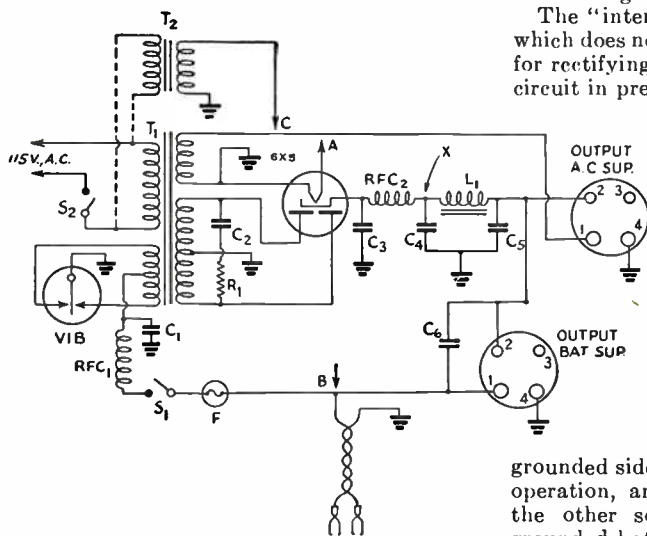 The "inter
which does no
for rectifying
circuit in pre
T2
C
A
T1
6X5
X
OUTPUT
A.C SUP.
115V., A.C.
RFC2
L1
2 3
1 4
S2
C2
C3
C4
C5
R1
VIB
C1
C6
OUTPUT
BAT SUP.
2 3
1 4
RFC1
B
S1
F
grounded side
operation, an
the other se